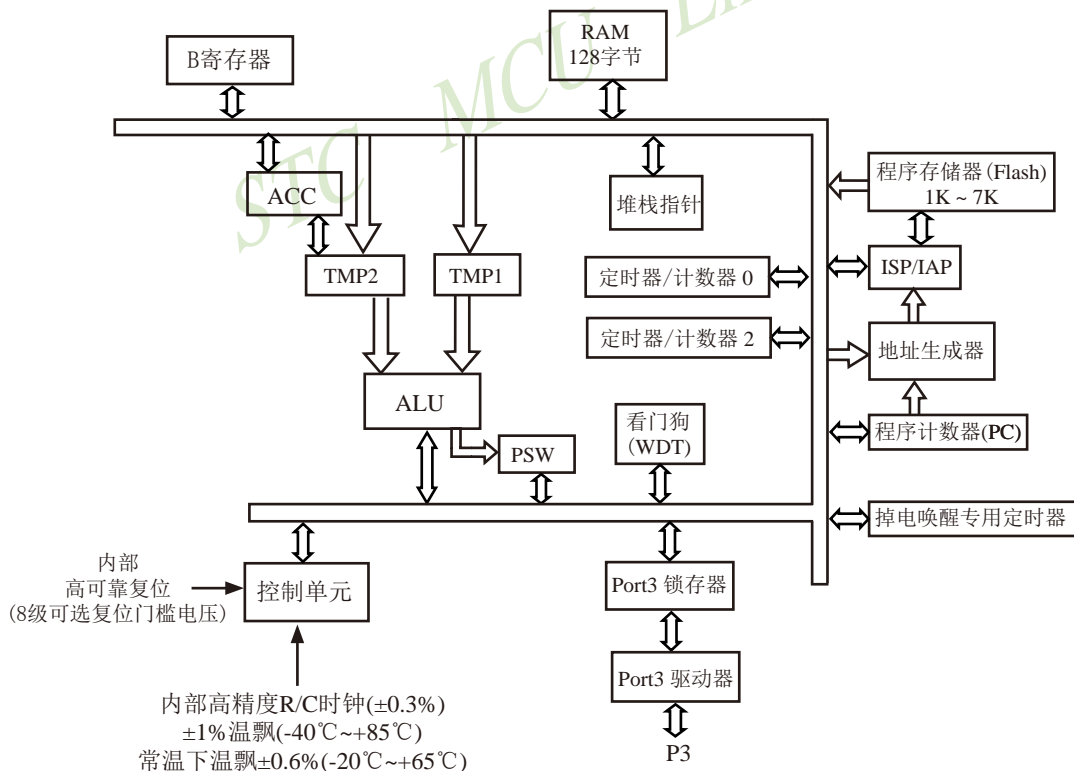 STC MCU
B寄存器
RAM
128字节
ACC
堆栈指针
程序存储器(Flash)
1K ~ 7K
TMP2
TMP1
定时器/计数器 0
ISP/IAP
定时器/计数器 2
地址生成器
ALU
看门狗
(WDT)
程序计数器(PC)
PSW
掉电唤醒专用定时器
内部
高可靠复位
(8级可选复位门槛电压)
控制单元
Port3 锁存器
Port3 驱动器
内部高精度R/C时钟(±0.3%)
±1%温飘(-40℃~+85℃)
常温下温飘±0.6%(-20℃~+65℃)
P3